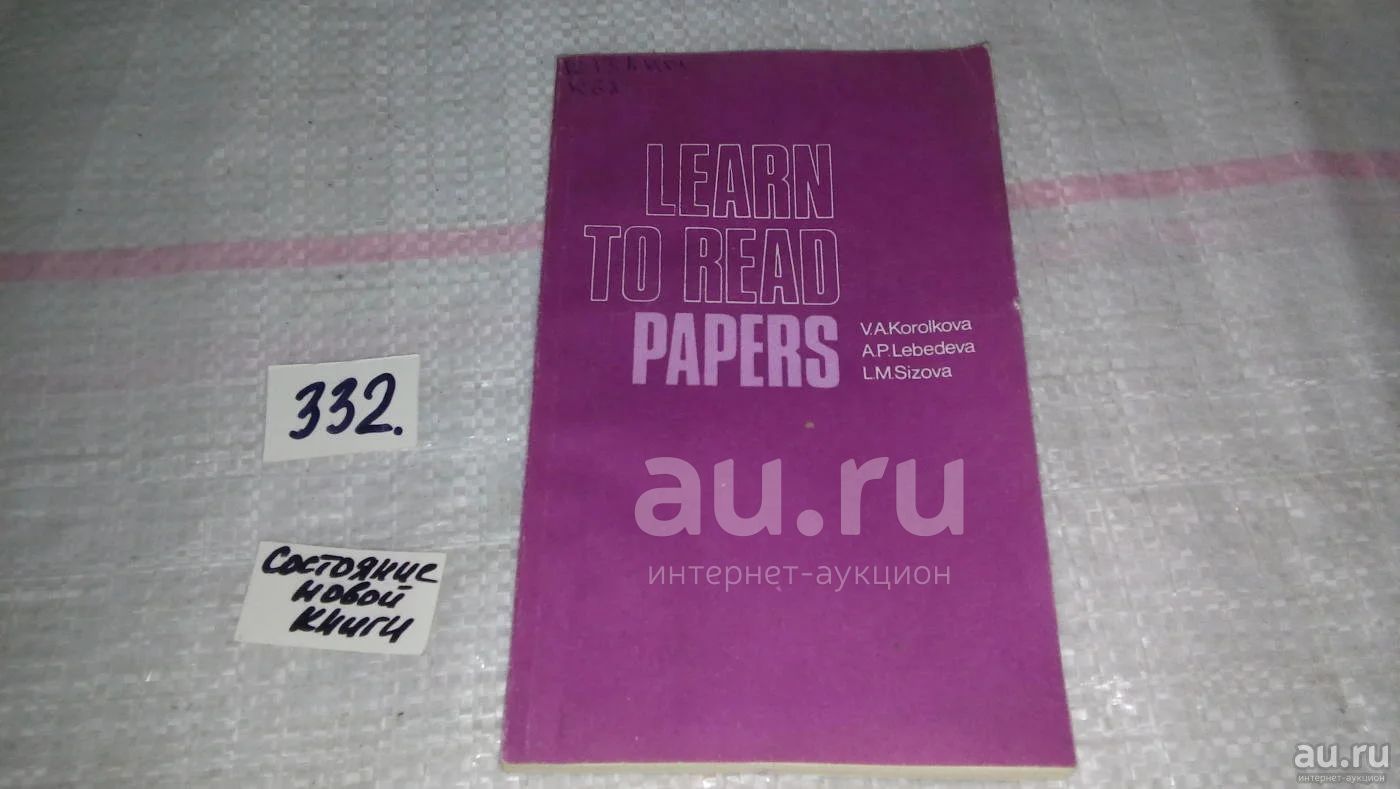 К63
LEARN
TO READ
PAPERS
V.A.Korolkova
A.P.Lebedeva
L.M.Sizova
332.
Состояние
новой
книги
au.ru
интернет-аукцион
au.ru
интернет-аукцион